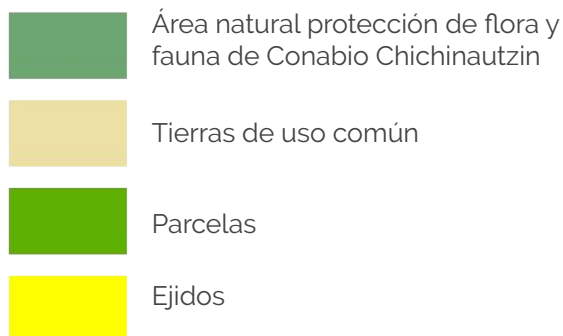 Área natural protección de flora y
fauna de Conabio Chichinautzin
Tierras de uso común
Parcelas
Ejidos